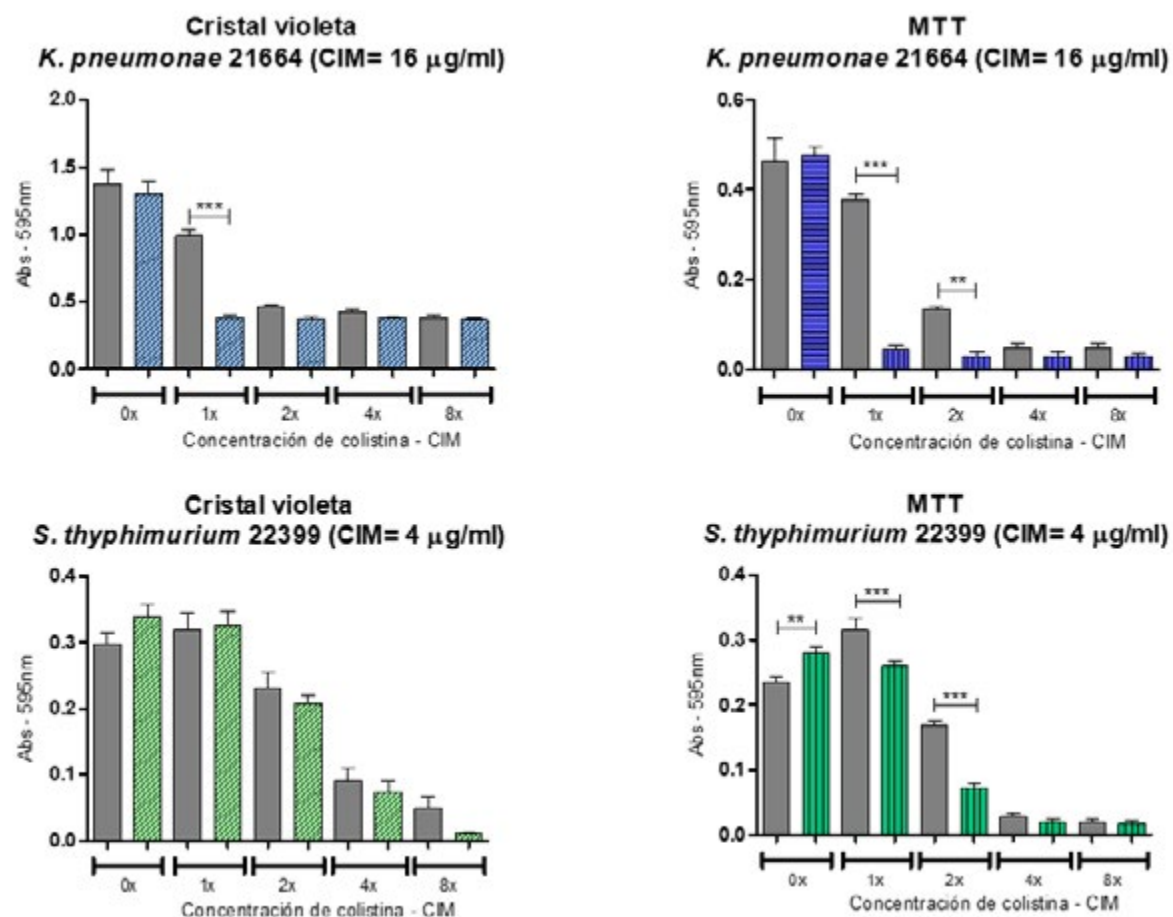 Cristal violeta
K. pneumonae 21664 (CIM= 16 µg/ml)
Abs - 595nm
2.0
1.5
1.0
0.5
0.0
***
0x 1x 2x 4x 8x
Concentración de colistina - CIM
MTT
K. pneumonae 21664 (CIM= 16 µg/ml)
Abs - 595nm
0.6
0.4
0.2
0.0
***
**
0x 1x 2x 4x 8x
Concentración de colistina - CIM
Cristal violeta
S. thyphimurium 22399 (CIM= 4 µg/ml)
Abs - 595nm
0.4
0.3
0.2
0.1
0.0
0x 1x 2x 4x 8x
Concentración de colistina - CIM
MTT
S. thyphimurium 22399 (CIM= 4 µg/ml)
Abs - 595nm
0.4
0.3
0.2
0.1
0.0
**
***
***
0x 1x 2x 4x 8x
Concentración de colistina - CIM